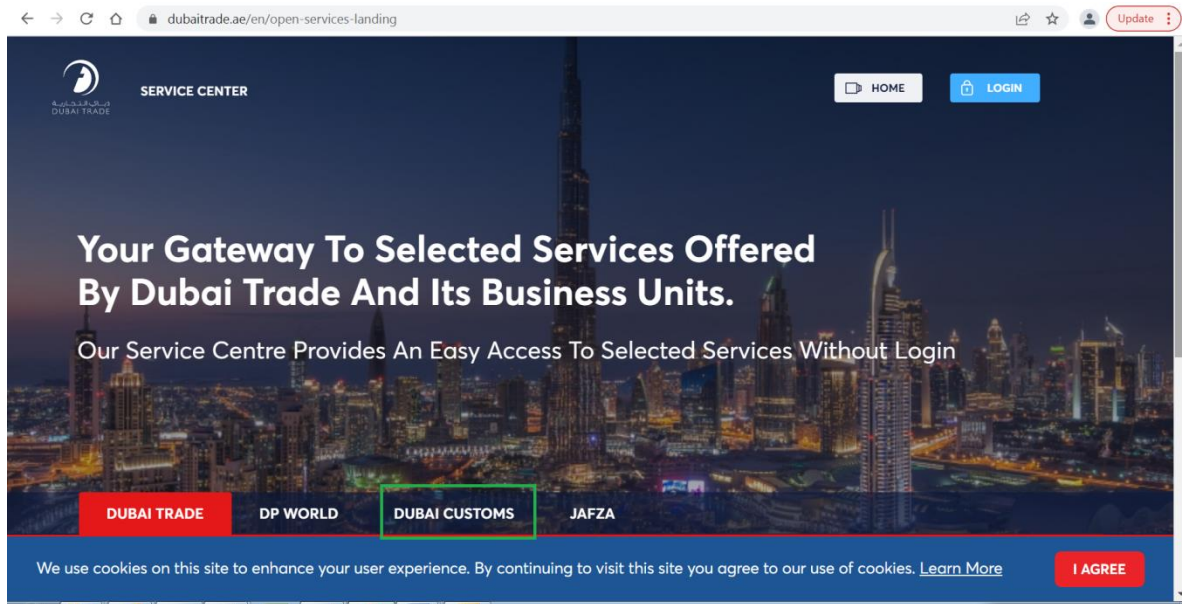 dubaitrade.ae/en/open-services-landing
Update
دبي التجارية
DUBAI TRADE
SERVICE CENTER
HOME
LOGIN
Your Gateway To Selected Services Offered
By Dubai Trade And Its Business Units.
Our Service Centre Provides An Easy Access To Selected Services Without Login
DUBAI TRADE
DP WORLD
DUBAI CUSTOMS
JAFZA
We use cookies on this site to enhance your user experience. By continuing to visit this site you agree to our use of cookies. Learn More
I AGREE